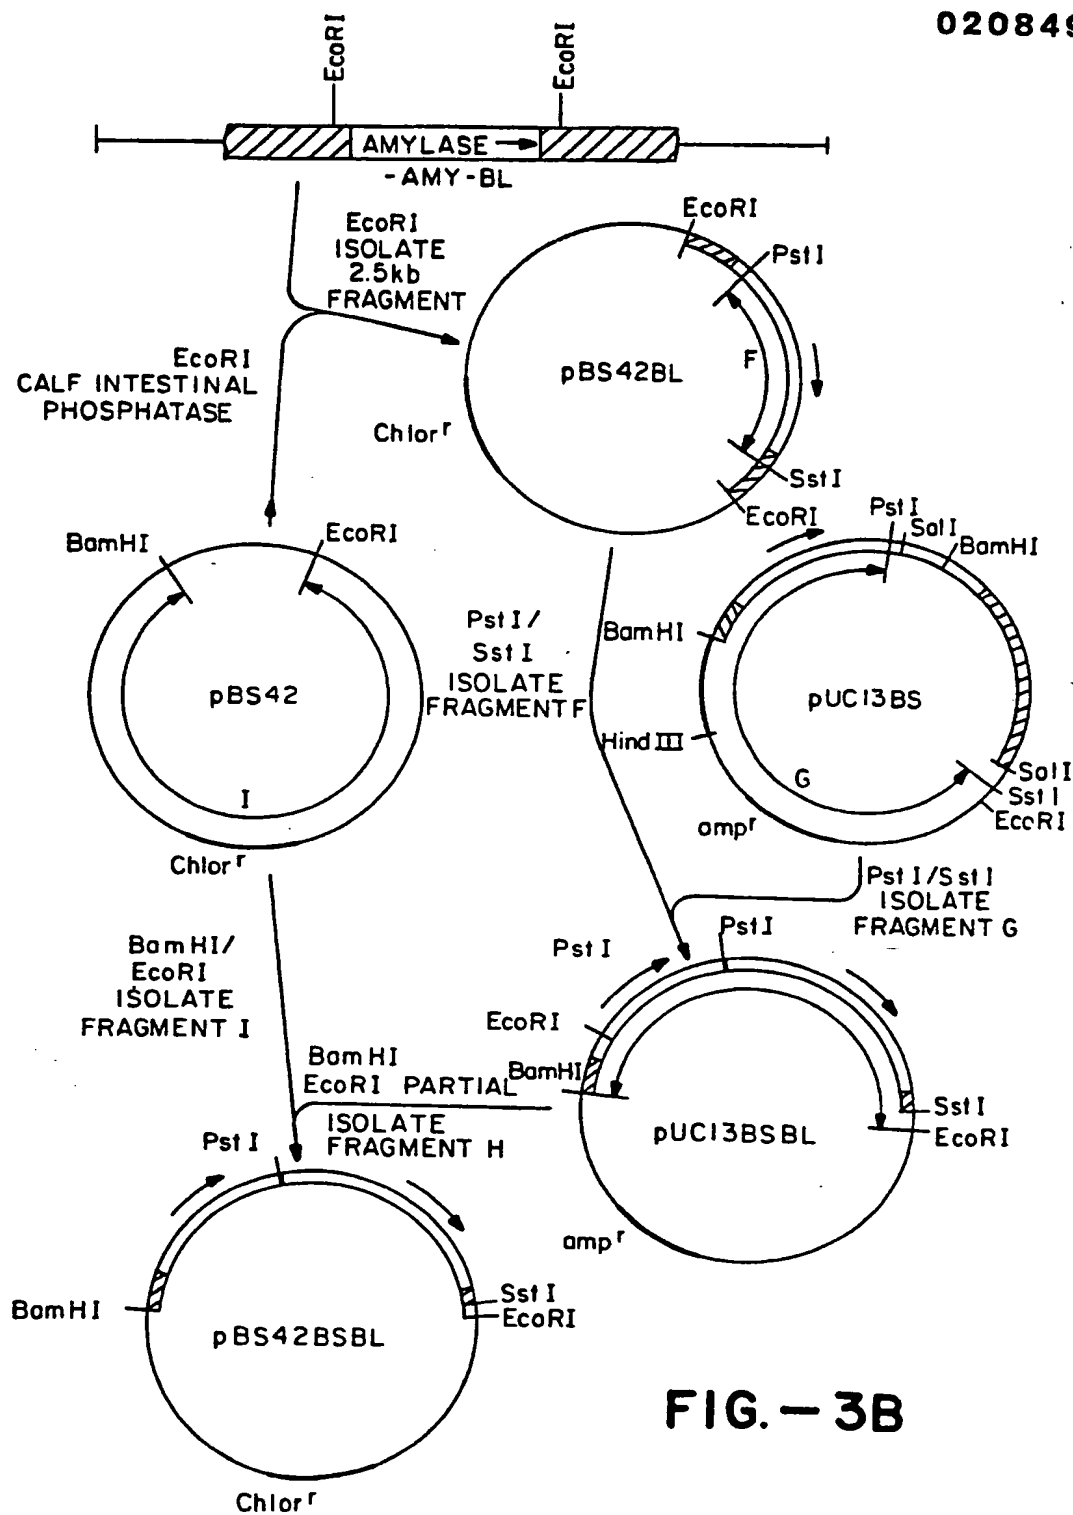 020849
EcoRI
EcoRI
AMYLASE
-AMY-BL
EcoRI
ISOLATE
2.5kb
FRAGMENT
EcoRI
CALF INTESTINAL
PHOSPHATASE
EcoRI
PstI
F
pBS42BL
Chlorʳ
SstI
EcoRI
BamHI
EcoRI
pBS42
I
Chlorʳ
PstI/
SstI
ISOLATE
FRAGMENT F
PstI
SalI
BamHI
BamHI
pUC13BS
HindIII
G
SalI
SstI
EcoRI
ampʳ
PstI/SstI
ISOLATE
FRAGMENT G
BamHI/
EcoRI
ISOLATE
FRAGMENT I
PstI
PstI
EcoRI
BamHI
SstI
EcoRI
pUC13BSBL
ampʳ
BamHI
EcoRI PARTIAL
ISOLATE
FRAGMENT H
PstI
BamHI
SstI
EcoRI
pBS42BSBL
Chlorʳ
FIG.-3B